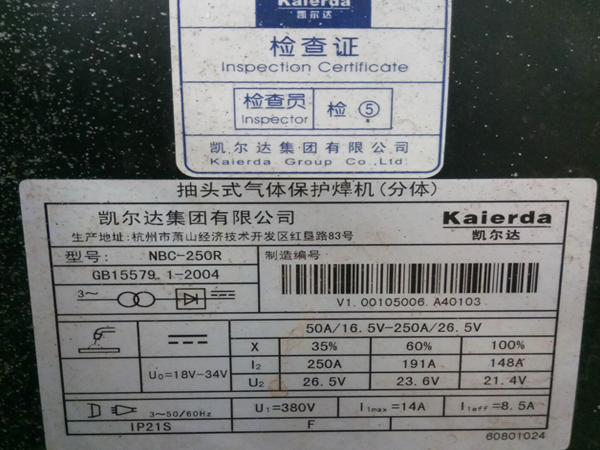 Kaierda
凯尔达
检查证
Inspection Certificate
检查员 检 5
Inspector
凯尔达集团有限公司
Kaierda Group Co.,Ltd.
抽头式气体保护焊机(分体)
凯尔达集团有限公司 Kaierda
生产地址:杭州市萧山经济技术开发区红垦路83号 凯尔达
型号: NBC-250R 制造编号
GB15579.1-2004
3~
V1.00105006.A40103
50A/16.5V-250A/26.5V
X 35% 60% 100%
I2 250A 191A 148A
U0=18V-34V U2 26.5V 23.6V 21.4V
3~50/60Hz U1=380V I1max=14A I1eff=8.5A
IP21S F
60801024